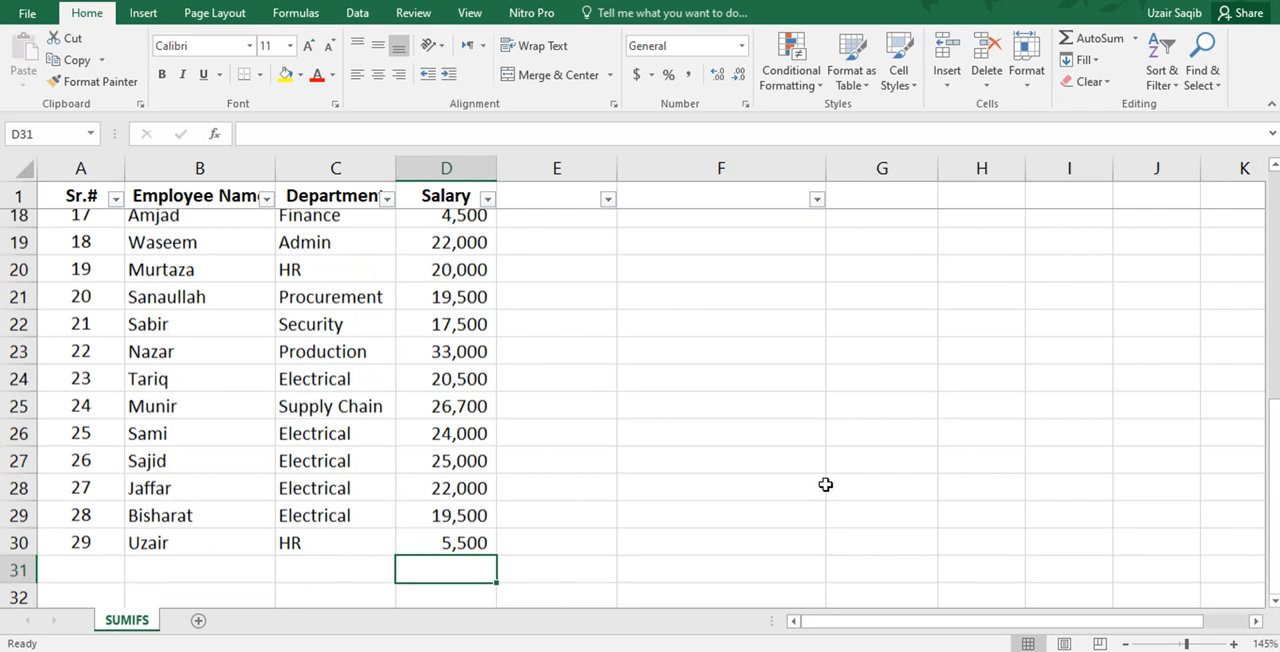 File Home Insert Page Layout Formulas Data Review View Nitro Pro Tell me what you want to do... Uzair Saqib Share
Paste Cut Copy Format Painter Clipboard
Calibri 11 A A B I U A Font
Wrap Text Merge & Center Alignment
General $ % , .00 Number
Conditional Formatting Format as Table Cell Styles Styles
Insert Delete Format Cells
AutoSum Fill Clear Sort & Filter Find & Select Editing
D31 fx
A B C D E F G H I J K
1 Sr.# Employee Nam Departmen Salary
18 17 Amjad Finance 4,500
19 18 Waseem Admin 22,000
20 19 Murtaza HR 20,000
21 20 Sanaullah Procurement 19,500
22 21 Sabir Security 17,500
23 22 Nazar Production 33,000
24 23 Tariq Electrical 20,500
25 24 Munir Supply Chain 26,700
26 25 Sami Electrical 24,000
27 26 Sajid Electrical 25,000
28 27 Jaffar Electrical 22,000
29 28 Bisharat Electrical 19,500
30 29 Uzair HR 5,500
31
32
SUMIFS
Ready 145%